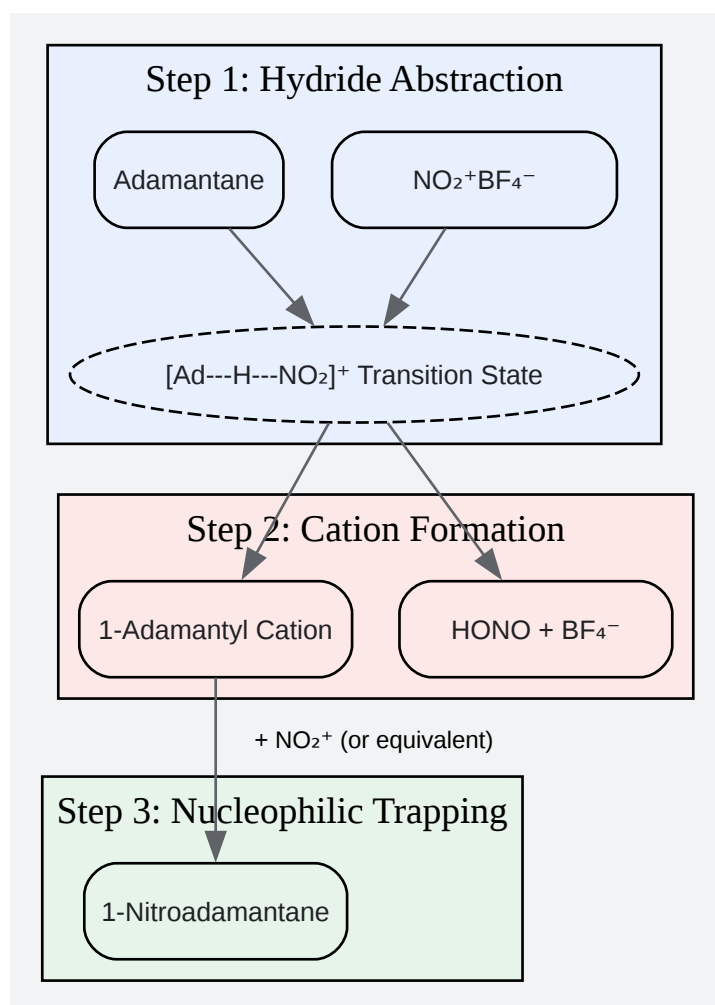 Step 1: Hydride Abstraction
Adamantane
NO₂⁺BF₄⁻
[Ad---H---NO₂]⁺ Transition State
Step 2: Cation Formation
1-Adamantyl Cation
HONO + BF₄⁻
+ NO₂⁺ (or equivalent)
Step 3: Nucleophilic Trapping
1-Nitroadamantane